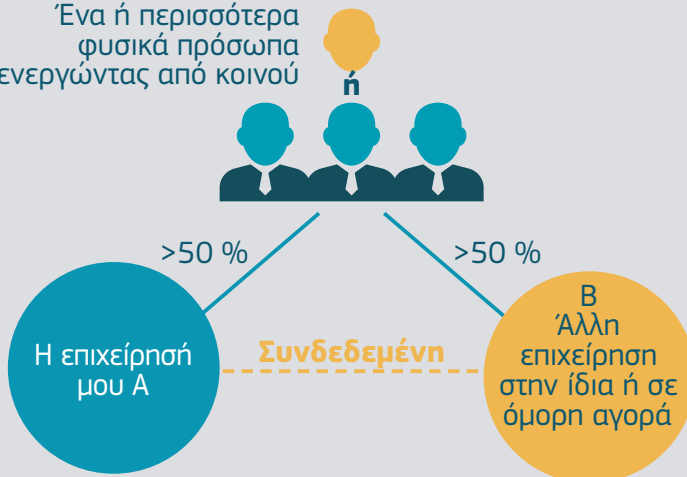 Ένα ή περισσότερα
φυσικά πρόσωπα
ενεργώντας από κοινού
ή
>50 %
>50 %
Η επιχείρησή
μου Α
Συνδεδεμένη
Β
Άλλη
επιχείρηση
στην ίδια ή σε
όμορη αγορά